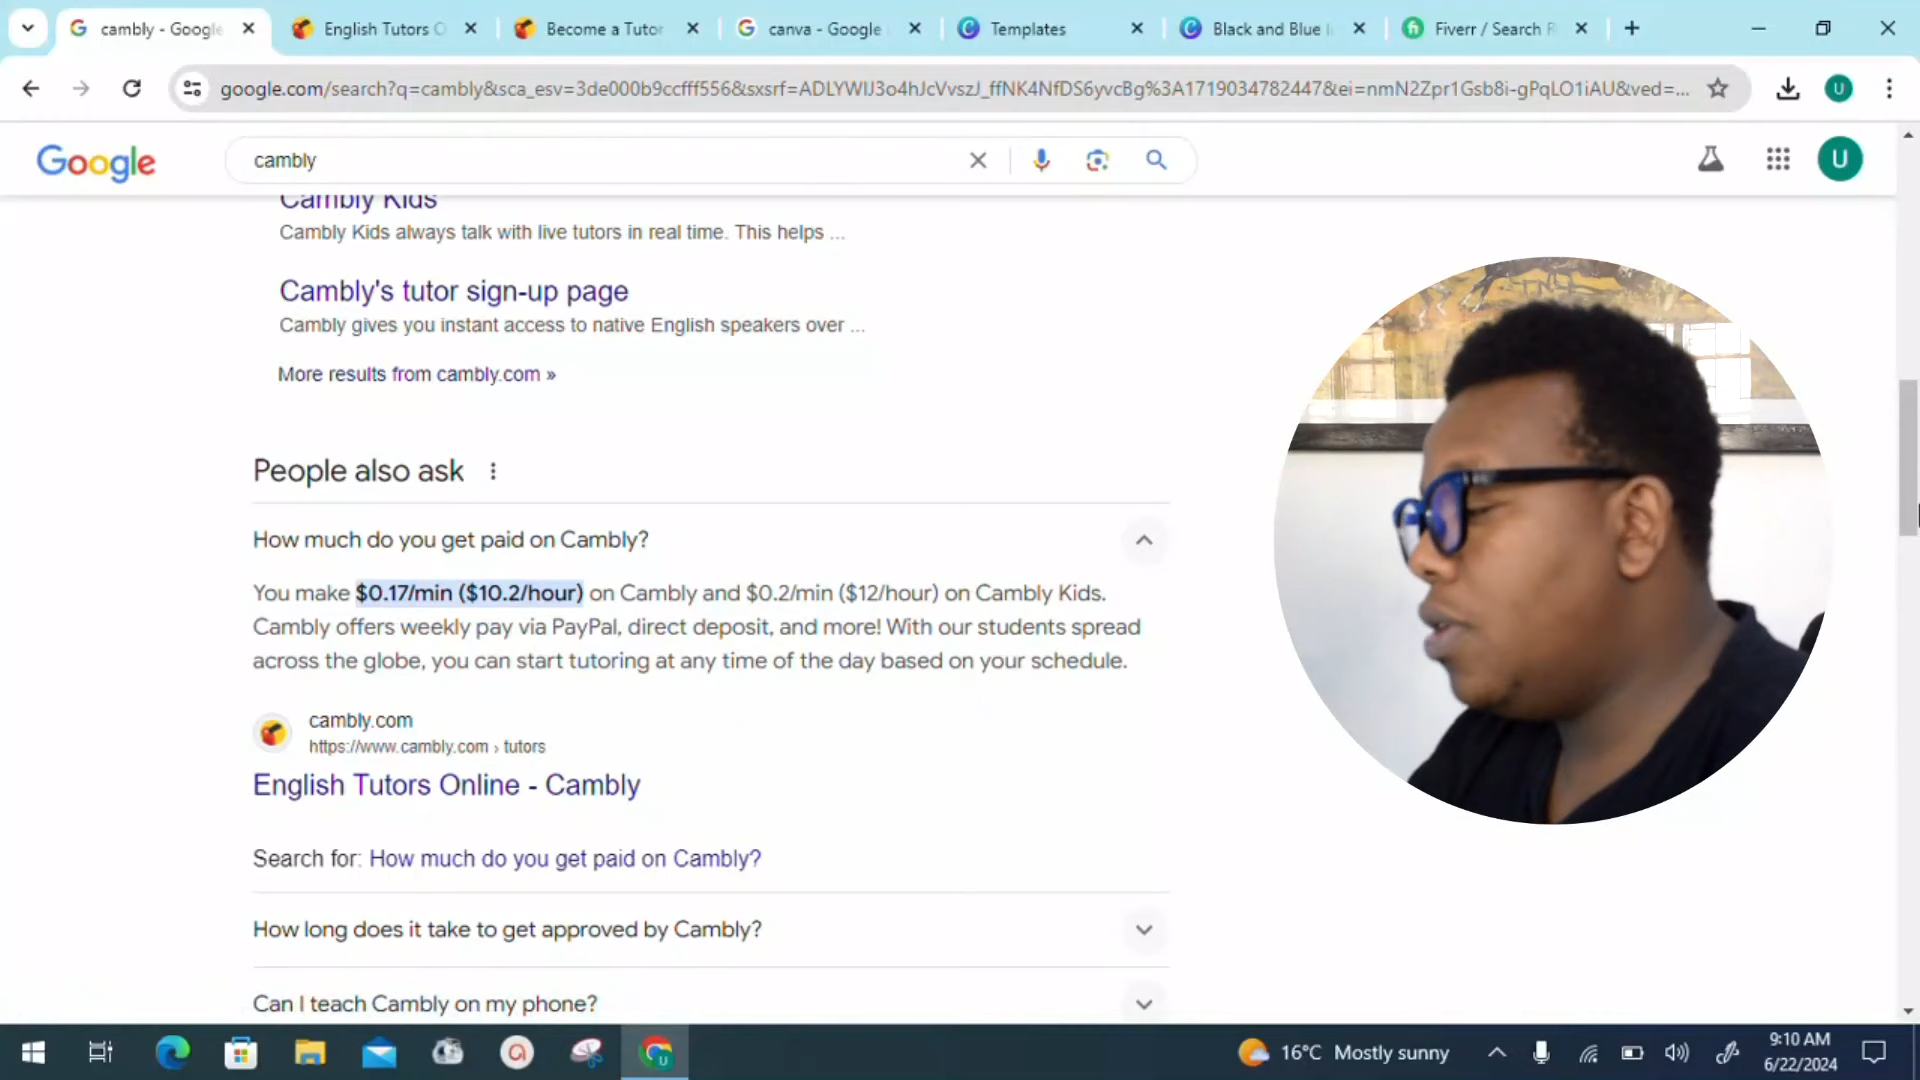 cambly - Google
English Tutors O
Become a Tutor
canva - Google
Templates
Black and Blue
Fiverr / Search R
google.com/search?q=cambly&sca_esv=3de000b9ccfff556&sxsrf=ADLYWIJ3o4hJcVvszJ_ffNK4NfDS6yvcBg%3A1719034782447&ei=nmN2Zpr1Gsb8i-gPqLO1iAU&ved=...
U
Google
cambly
U
Cambly Kids
Cambly Kids always talk with live tutors in real time. This helps ...
Cambly's tutor sign-up page
Cambly gives you instant access to native English speakers over ...
More results from cambly.com »
People also ask
How much do you get paid on Cambly?
You make $0.17/min ($10.2/hour) on Cambly and $0.2/min ($12/hour) on Cambly Kids.
Cambly offers weekly pay via PayPal, direct deposit, and more! With our students spread
across the globe, you can start tutoring at any time of the day based on your schedule.
cambly.com
https://www.cambly.com › tutors
English Tutors Online - Cambly
Search for: How much do you get paid on Cambly?
How long does it take to get approved by Cambly?
Can I teach Cambly on my phone?
16°C Mostly sunny
9:10 AM
6/22/2024